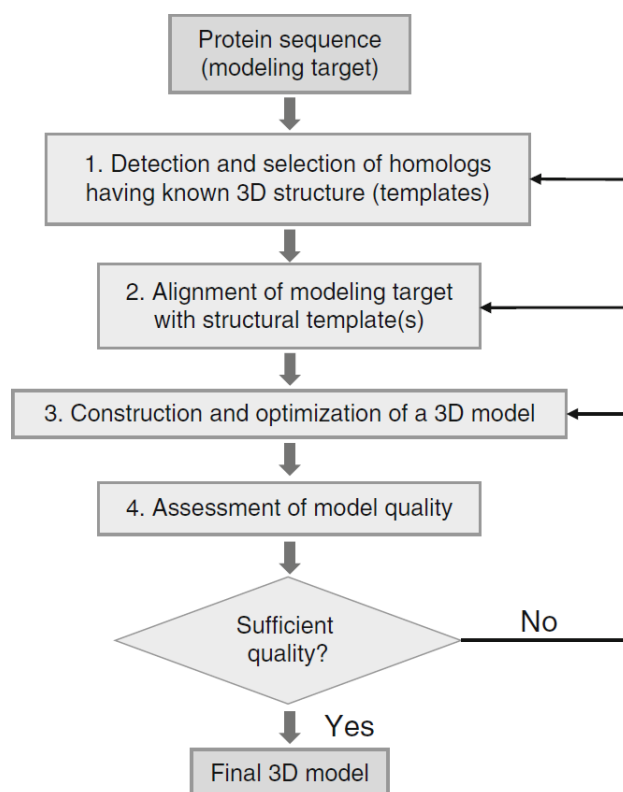 Protein sequence
(modeling target)
1. Detection and selection of homologs
having known 3D structure (templates)
2. Alignment of modeling target
with structural template(s)
3. Construction and optimization of a 3D model
4. Assessment of model quality
Sufficient
quality?
No
Yes
Final 3D model